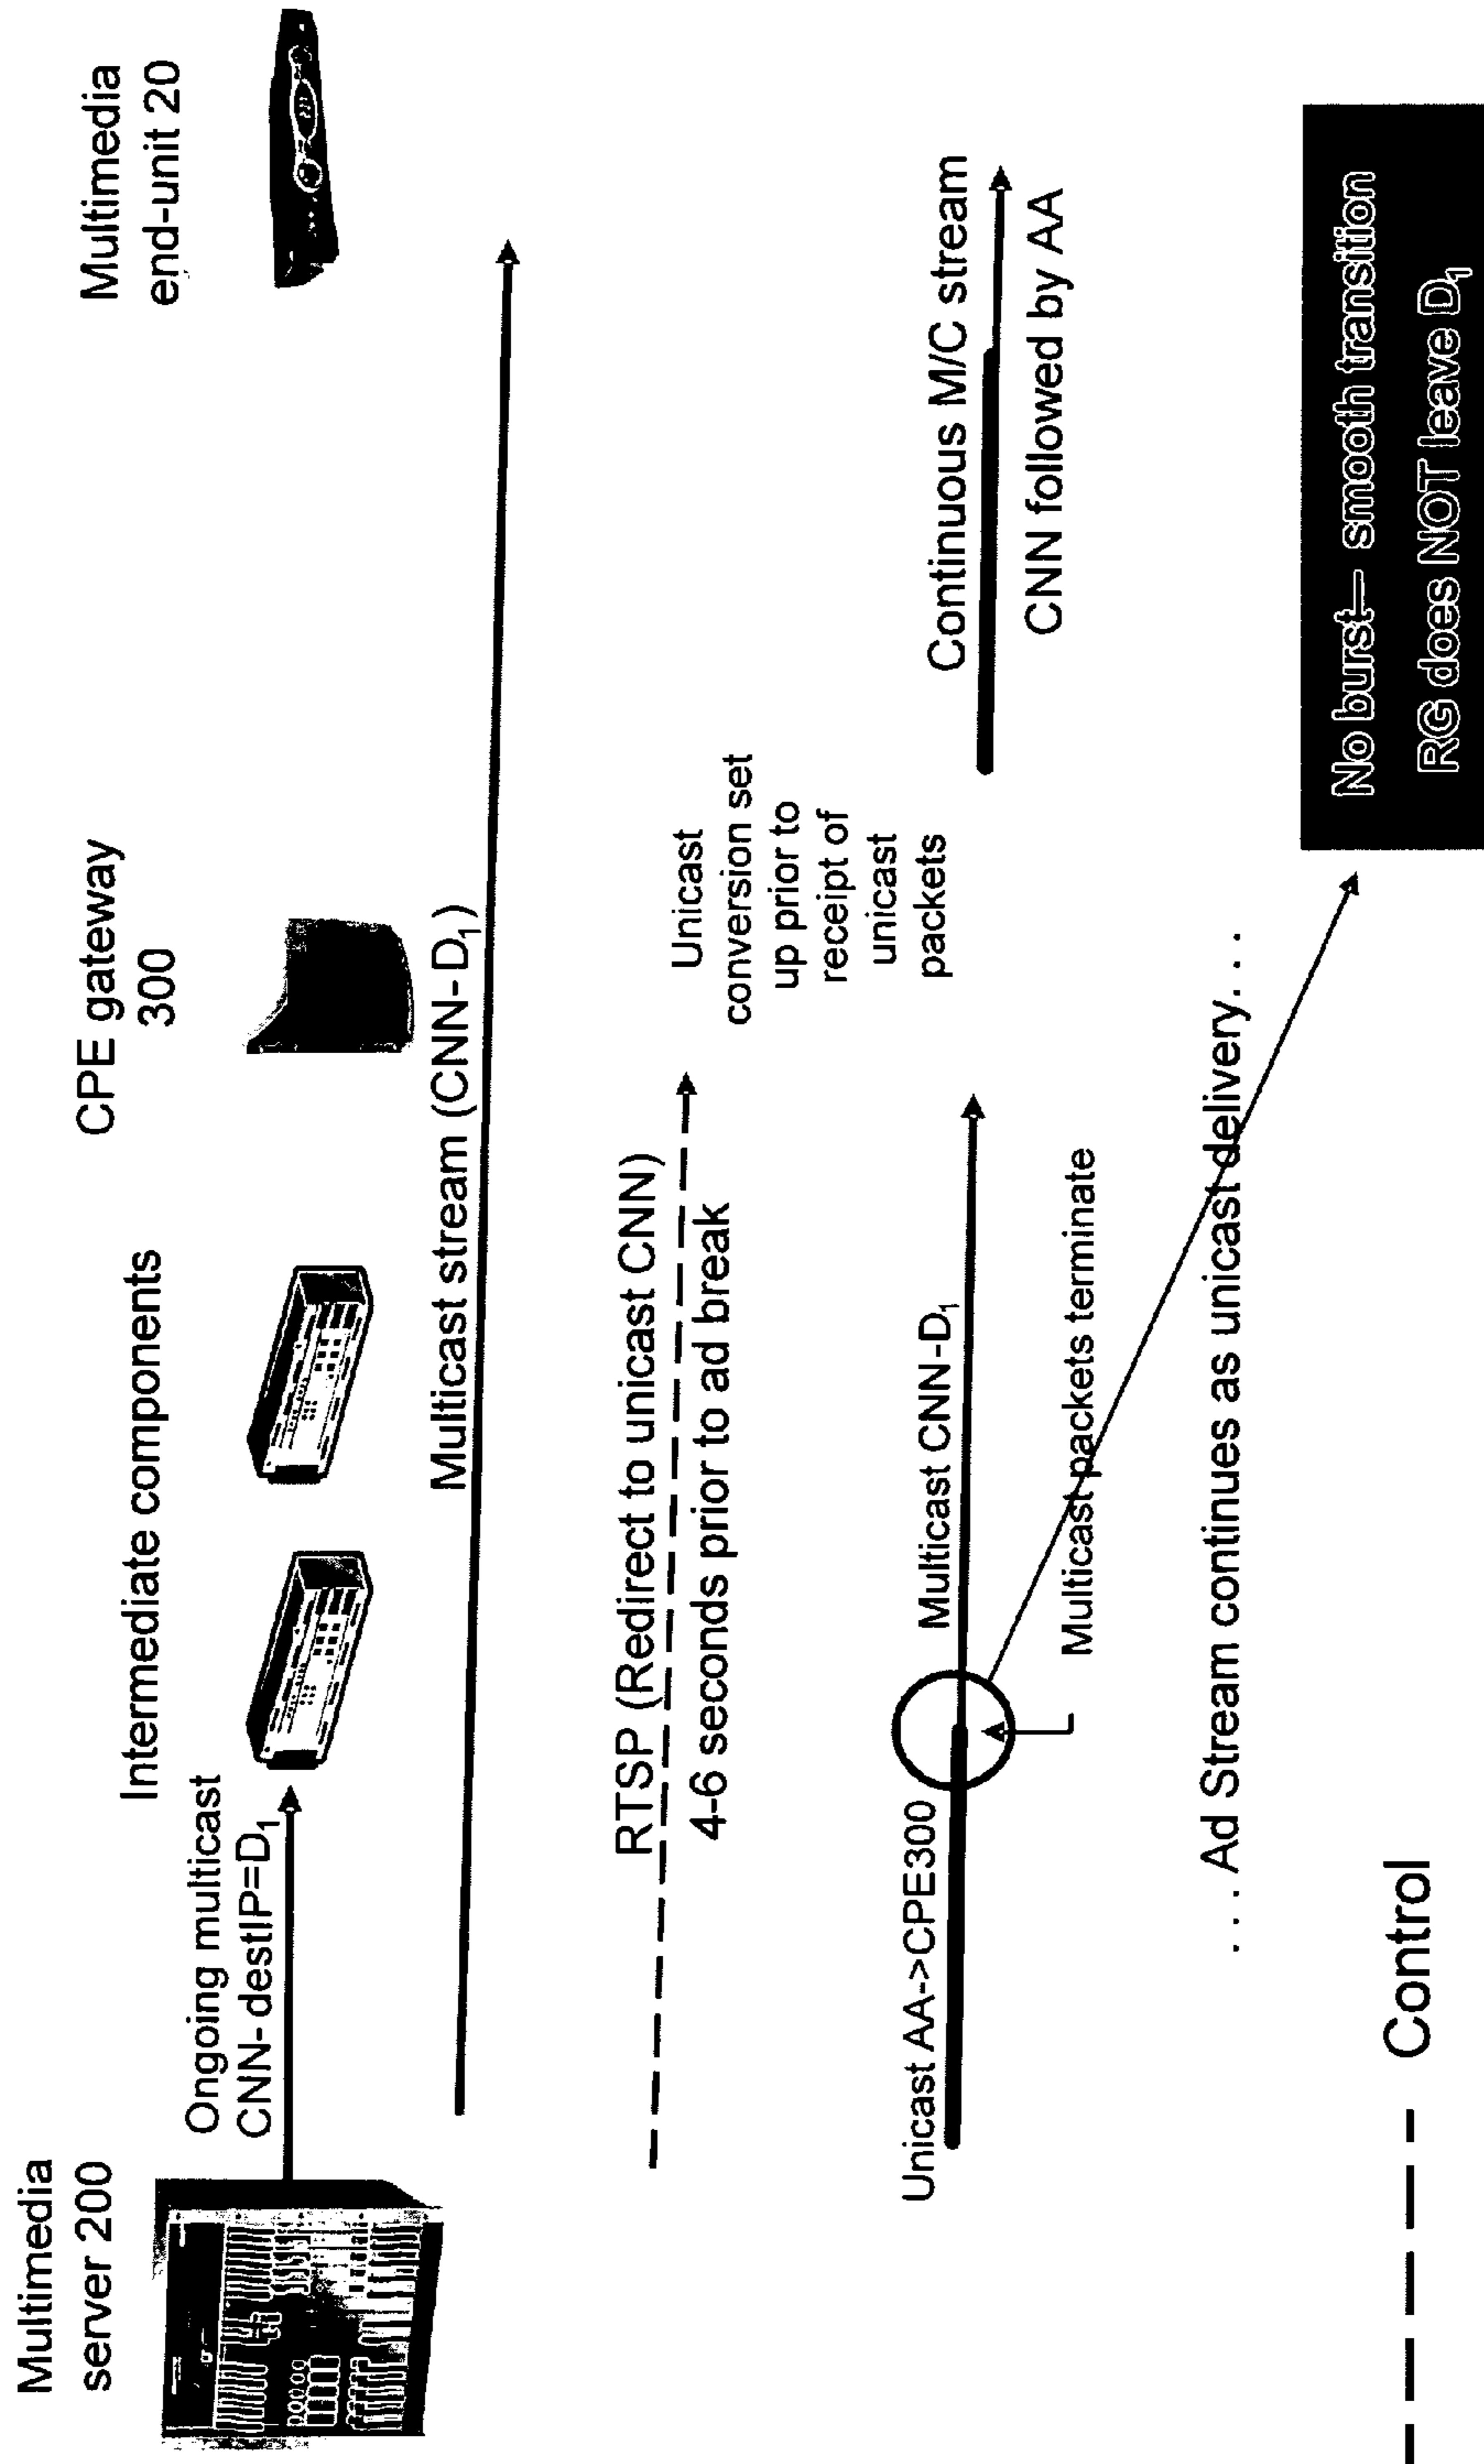 Multimedia
server 200
Ongoing multicast
CNN- destIP=D₁
Intermediate components
CPE gateway
300
Multimedia
end-unit 20
Multicast stream (CNN-D₁)
RTSP (Redirect to unicast CNN)
4-6 seconds prior to ad break
Unicast
conversion set
up prior to
receipt of
unicast
packets
Unicast AA->CPE300
Multicast CNN-D₁
Multicast packets terminate
Continuous M/C stream
CNN followed by AA
. . . Ad Stream continues as unicast delivery. . .
Control
No burst— smooth transition
RG does NOT leave D₁